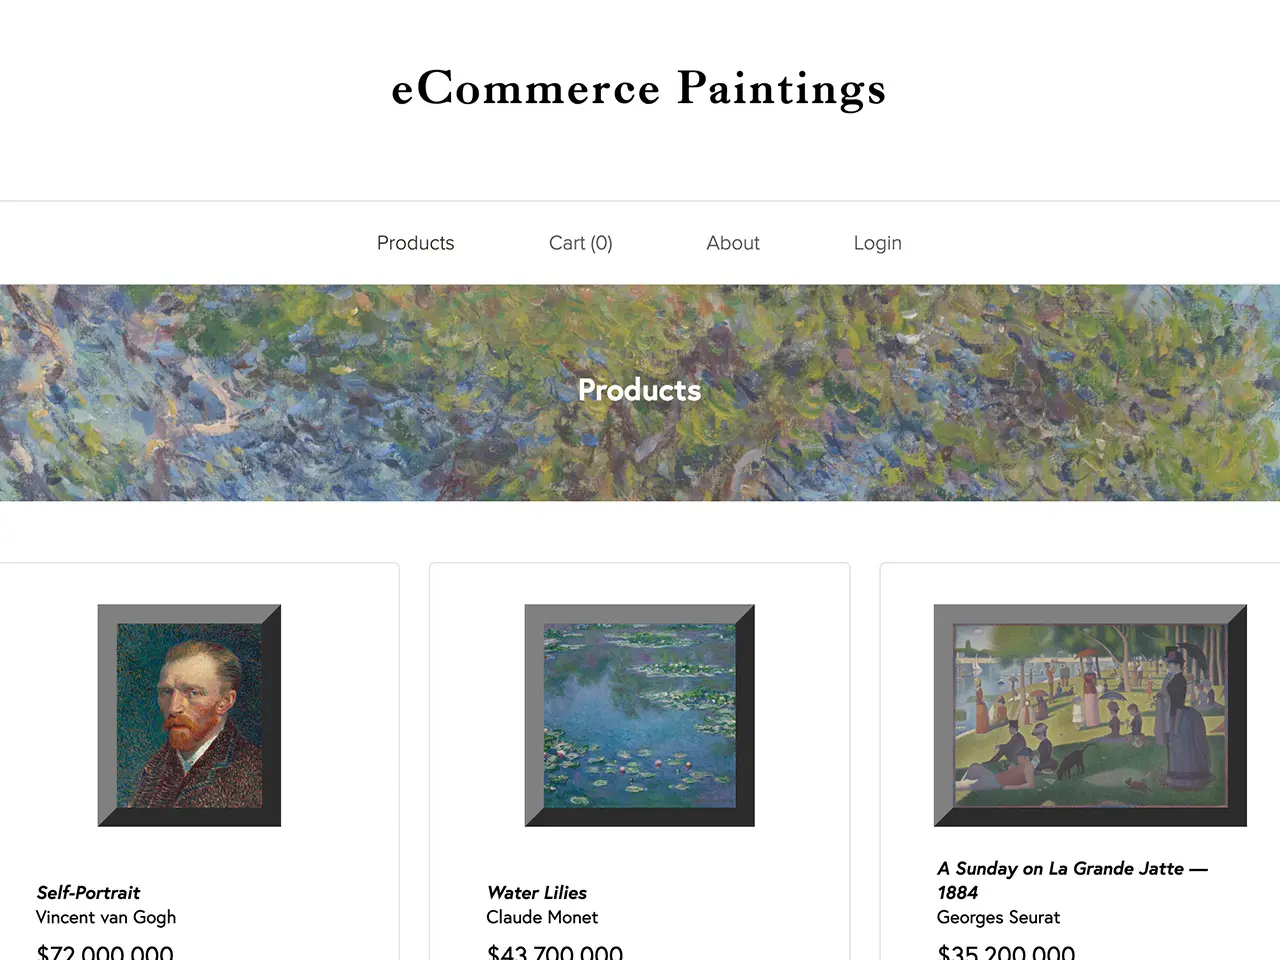 eCommerce Paintings
Products
Cart (0)
About
Login
Products
Self-Portrait
Vincent van Gogh
$72,000,000
Water Lilies
Claude Monet
$43,700,000
A Sunday on La Grande Jatte —
1884
Georges Seurat
$35,200,000